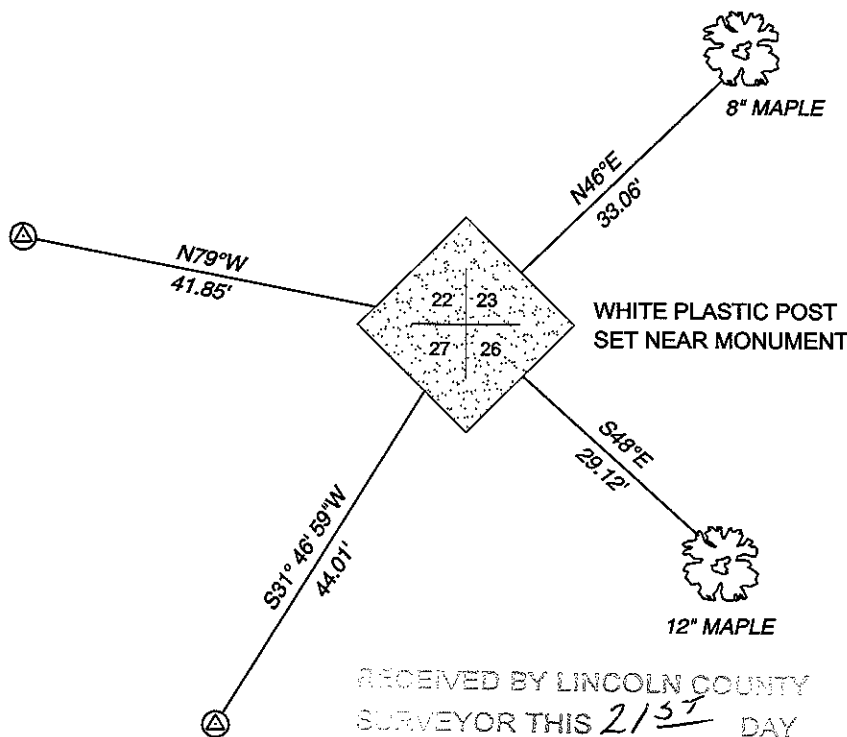 8" MAPLE
N46°E
33.06'
N79°W
41.85'
22 23
27 26
WHITE PLASTIC POST
SET NEAR MONUMENT
S48°E
29.12'
S31° 46' 59"W
44.01'
12" MAPLE
RECEIVED BY LINCOLN COUNTY
SURVEYOR THIS 21ST DAY